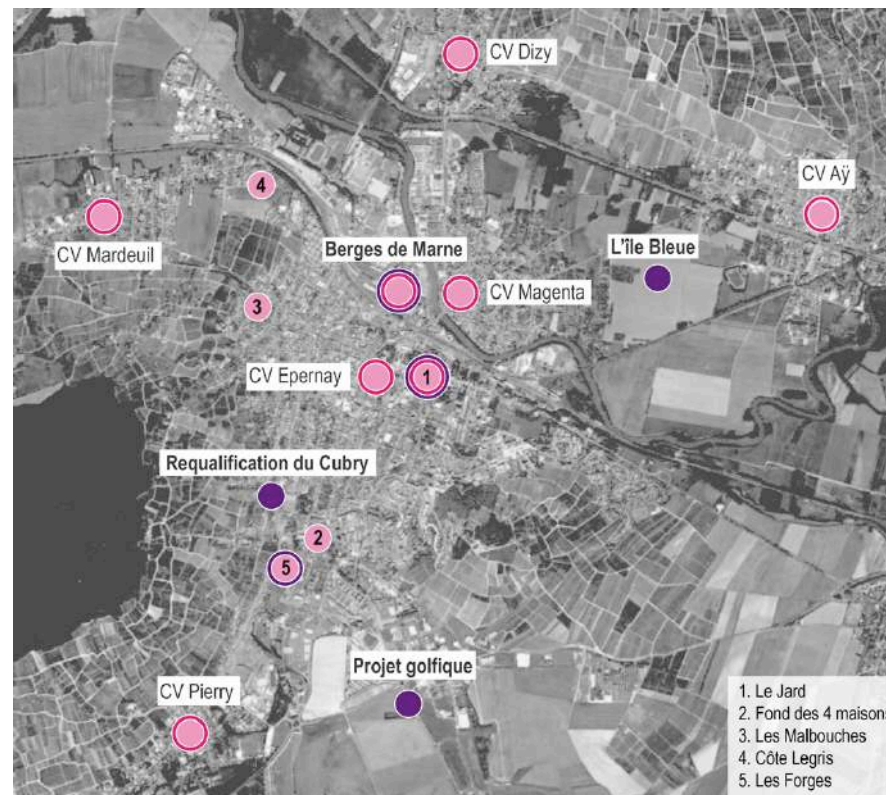 CV Dizy
CV Aÿ
4
CV Mardeuil
Berges de Marne
L'île Bleue
CV Magenta
3
CV Epernay
1
Requalification du Cubry
2
5
Projet golfique
CV Pierry
1. Le Jard
2. Fond des 4 maisons
3. Les Malbouches
4. Côte Legris
5. Les Forges